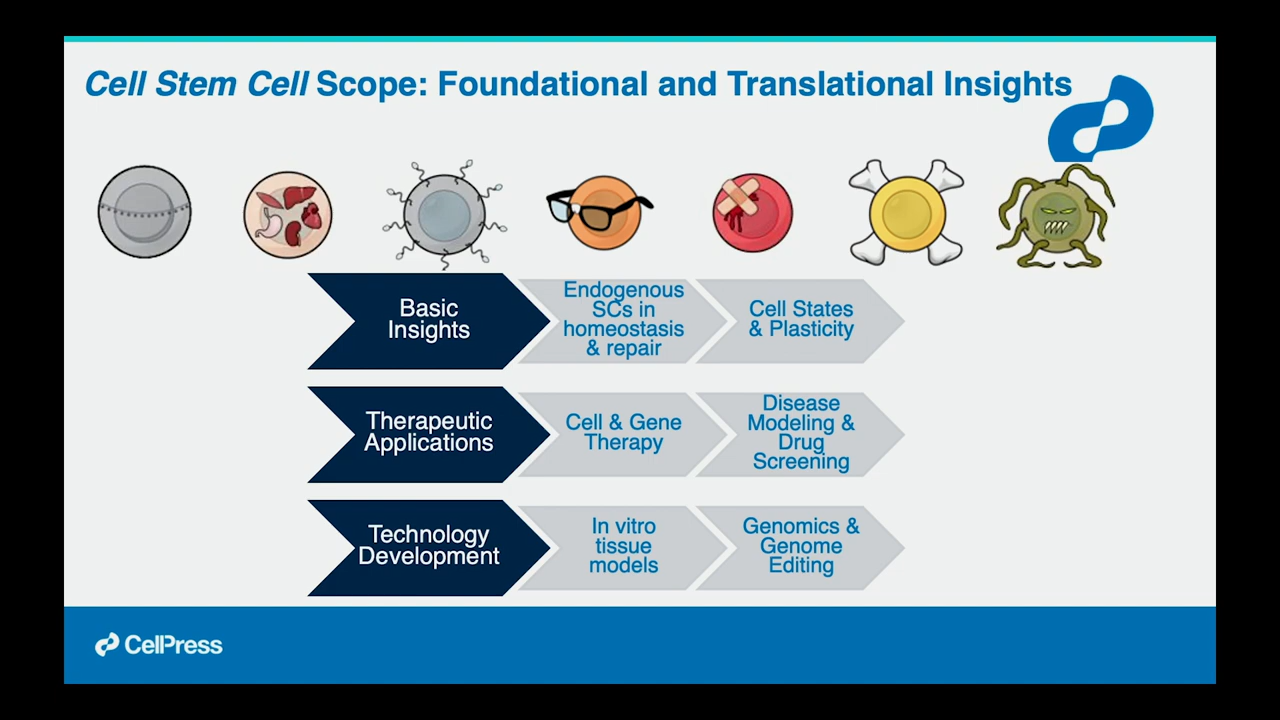 Cell Stem Cell Scope: Foundational and Translational Insights
Basic
Insights
Endogenous
SCs in
homeostasis
& repair
Cell States
& Plasticity
Therapeutic
Applications
Cell & Gene
Therapy
Disease
Modeling &
Drug
Screening
Technology
Development
In vitro
tissue
models
Genomics &
Genome
Editing
CellPress